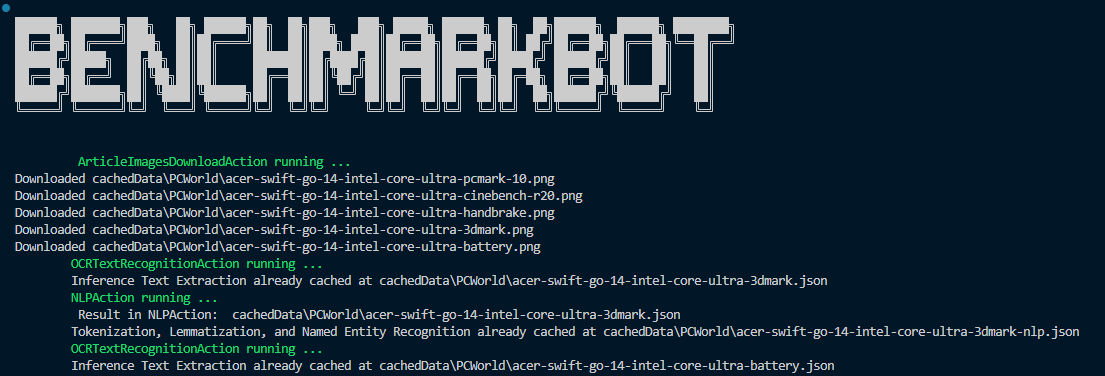 BENCHMARKBOT
ArticleImagesDownloadAction running ...
Downloaded cachedData\PCWorld\acer-swift-go-14-intel-core-ultra-pcmark-10.png
Downloaded cachedData\PCWorld\acer-swift-go-14-intel-core-ultra-cinebench-r20.png
Downloaded cachedData\PCWorld\acer-swift-go-14-intel-core-ultra-handbrake.png
Downloaded cachedData\PCWorld\acer-swift-go-14-intel-core-ultra-3dmark.png
Downloaded cachedData\PCWorld\acer-swift-go-14-intel-core-ultra-battery.png
OCRTextRecognitionAction running ...
Inference Text Extraction already cached at cachedData\PCWorld\acer-swift-go-14-intel-core-ultra-3dmark.json
NLPAction running ...
Result in NLPAction:  cachedData\PCWorld\acer-swift-go-14-intel-core-ultra-3dmark.json
Tokenization, Lemmatization, and Named Entity Recognition already cached at cachedData\PCWorld\acer-swift-go-14-intel-core-ultra-3dmark-nlp.json
OCRTextRecognitionAction running ...
Inference Text Extraction already cached at cachedData\PCWorld\acer-swift-go-14-intel-core-ultra-battery.json